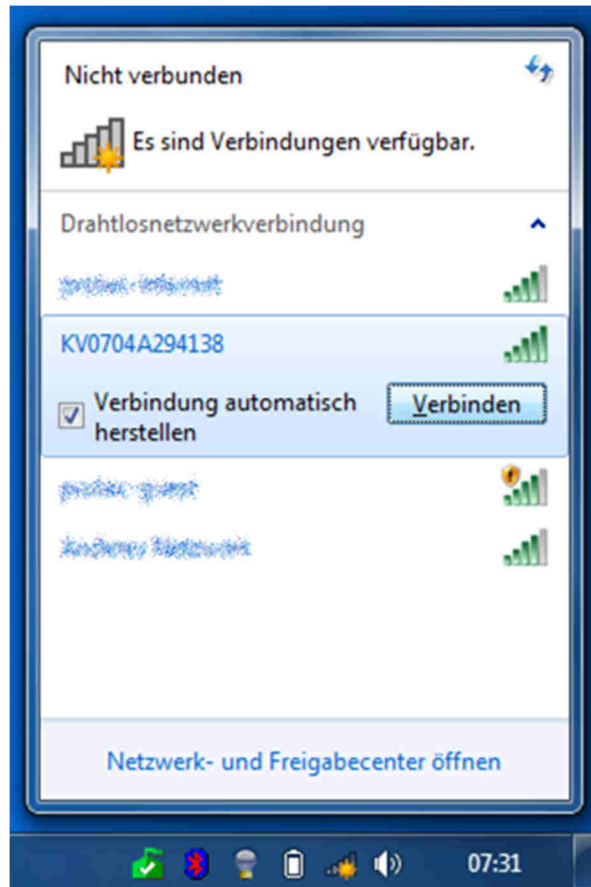 Nicht verbunden
Es sind Verbindungen verfügbar.
Drahtlosnetzwerkverbindung
KV0704A294138
Verbindung automatisch
herstellen
Verbinden
Netzwerk- und Freigabecenter öffnen
07:31